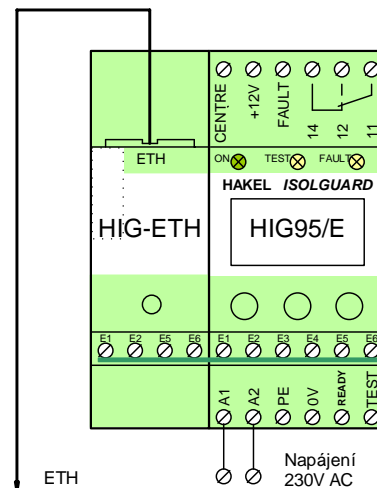 CENTRE +12V FAULT 14 12 11
ETH
ON TEST FAULT
HAKEL ISOLGUARD
HIG-ETH HIG95/E
E1 E2 E5 E6 E1 E2 E3 E4 E5 E6
A1 A2 PE 0V READY TEST
ETH
Napájení
230V AC